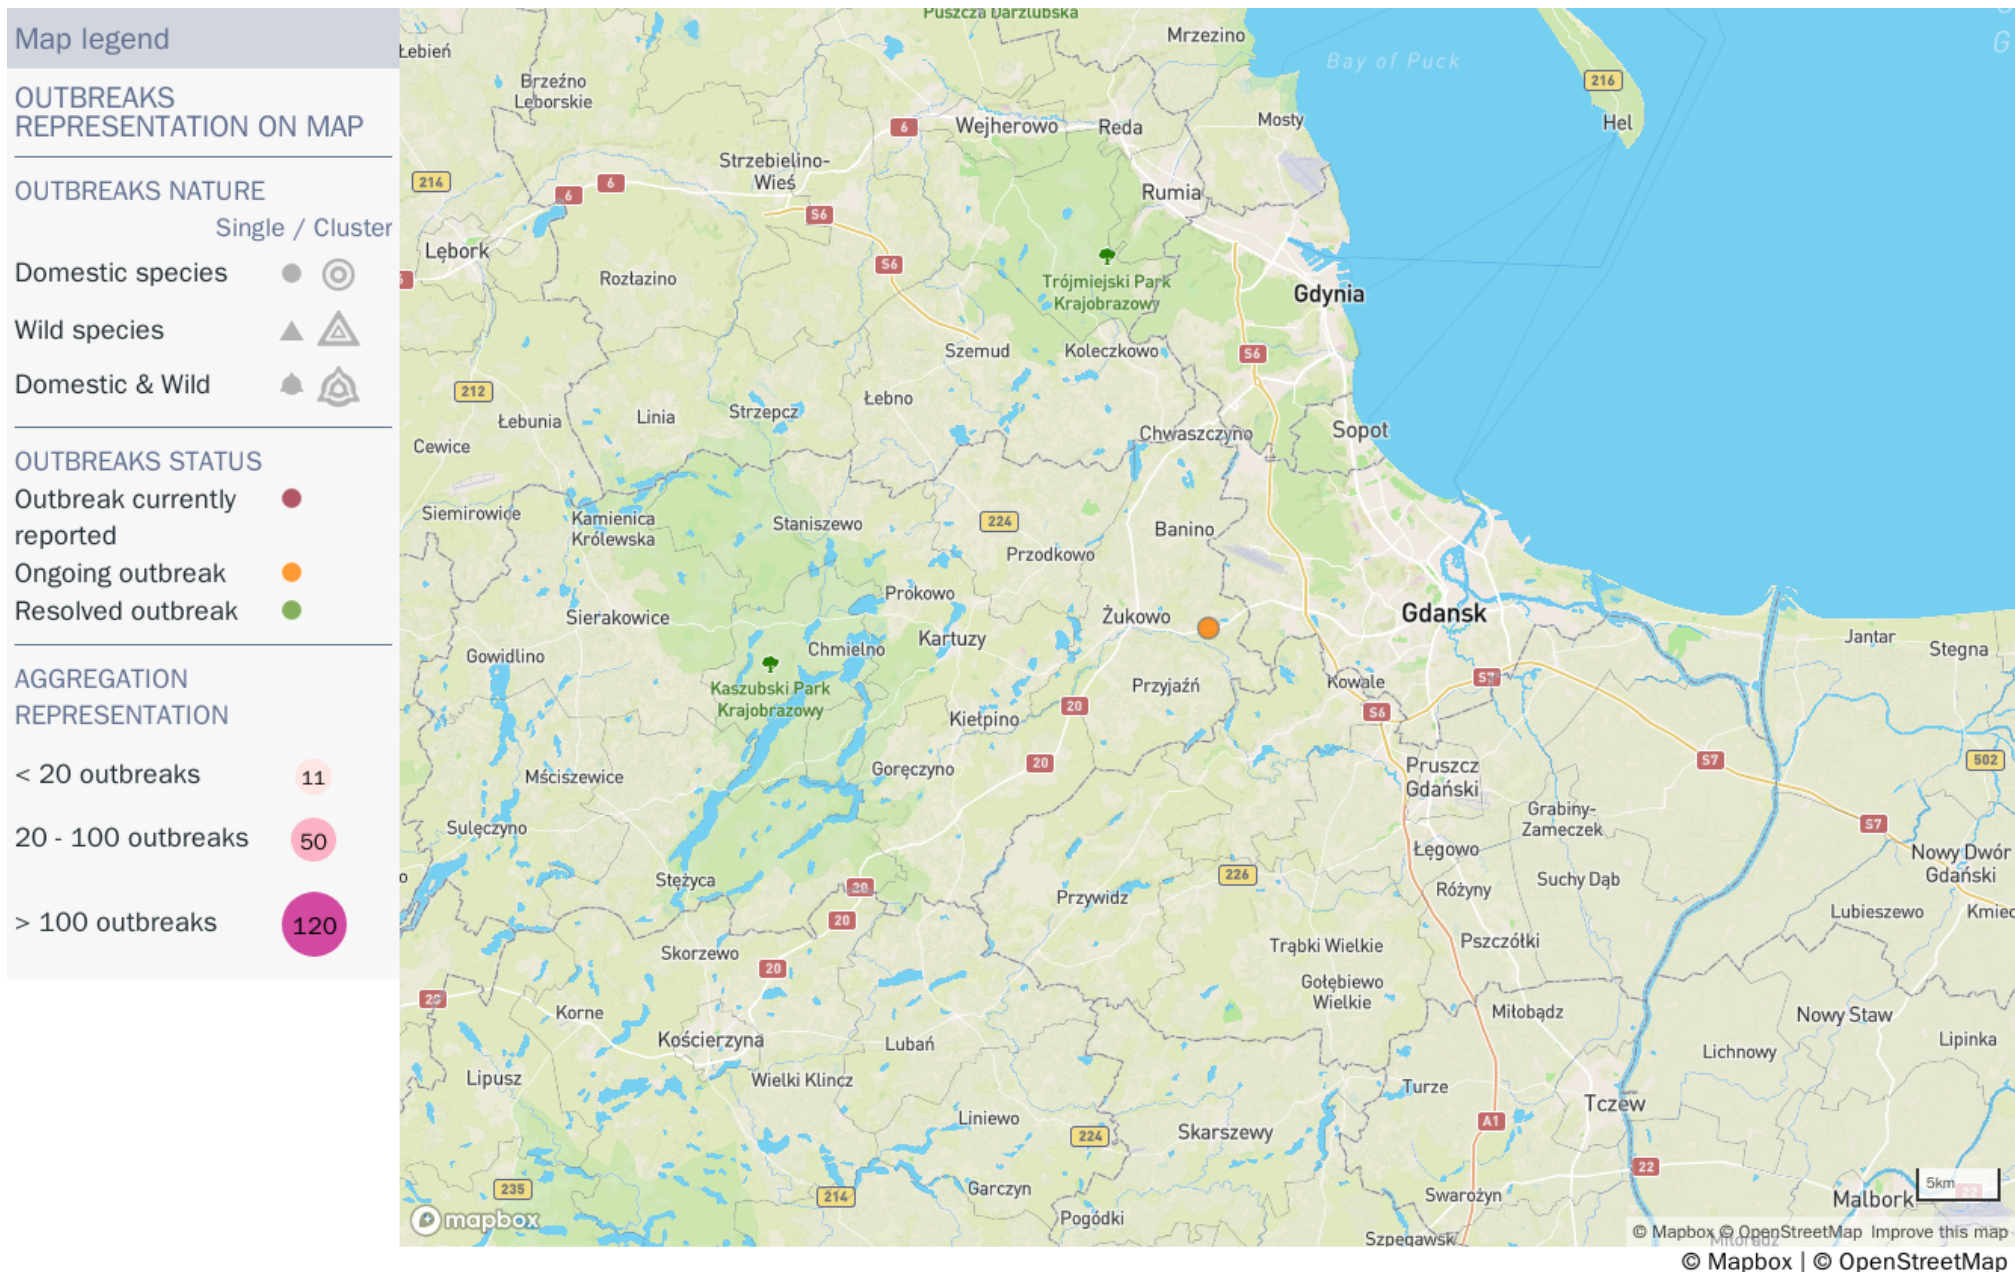 Map legend
OUTBREAKS
REPRESENTATION ON MAP
OUTBREAKS NATURE
Single / Cluster
Domestic species
Wild species
Domestic & Wild
OUTBREAKS STATUS
Outbreak currently
reported
Ongoing outbreak
Resolved outbreak
AGGREGATION
REPRESENTATION
< 20 outbreaks 11
20 - 100 outbreaks 50
> 100 outbreaks 120
Puszcza Darżlubska
Łebień
Mrzezino
Bay of Puck
G
Brzeźno
Lęborskie
216
Hel
6
Wejherowo
Reda
Mosty
Strzebielino-
Wieś
214
6
6
Rumia
S6
Lębork
S6
Rozłazino
Trójmiejski Park
Krajobrazowy
Gdynia
Szemud
Koleczkowo
S6
212
Łebno
Łebunia
Linia
Strzepcz
Cewice
Chwaszczyno
Sopot
Siemirowice
Kamienica
Królewska
Staniszewo
224
Banino
Przodkowo
Prokowo
Sierakowice
Żukowo
Gdansk
Gowidlino
Chmielno
Kartuzy
Jantar
Stegna
Kaszubski Park
Krajobrazowy
Przyjaźń
Kowale
S7
Kiełpino
20
S6
Goręczyno
20
Mściszewice
Pruszcz
Gdański
S7
502
Sulęczyno
Grabiny-
Zameczek
S7
Łęgowo
Nowy Dwór
Gdański
Stężyca
20
226
Suchy Dąb
o
Przywidz
Różyny
20
Lubieszewo
Kmiec
Skorzewo
20
Trąbki Wielkie
Pszczółki
Gołębiewo
Wielkie
20
Korne
Miłobądz
Nowy Staw
Kościerzyna
Lubań
Lichnowy
Lipinka
Lipusz
Wielki Klincz
Turze
Tczew
Liniewo
224
Skarszewy
A1
22
235
214
Garczyn
Swarożyn
5km
22
Malbork
mapbox
Pogódki
Szpęgawsk
© Mapbox © OpenStreetMap Improve this map
© Mapbox | © OpenStreetMap